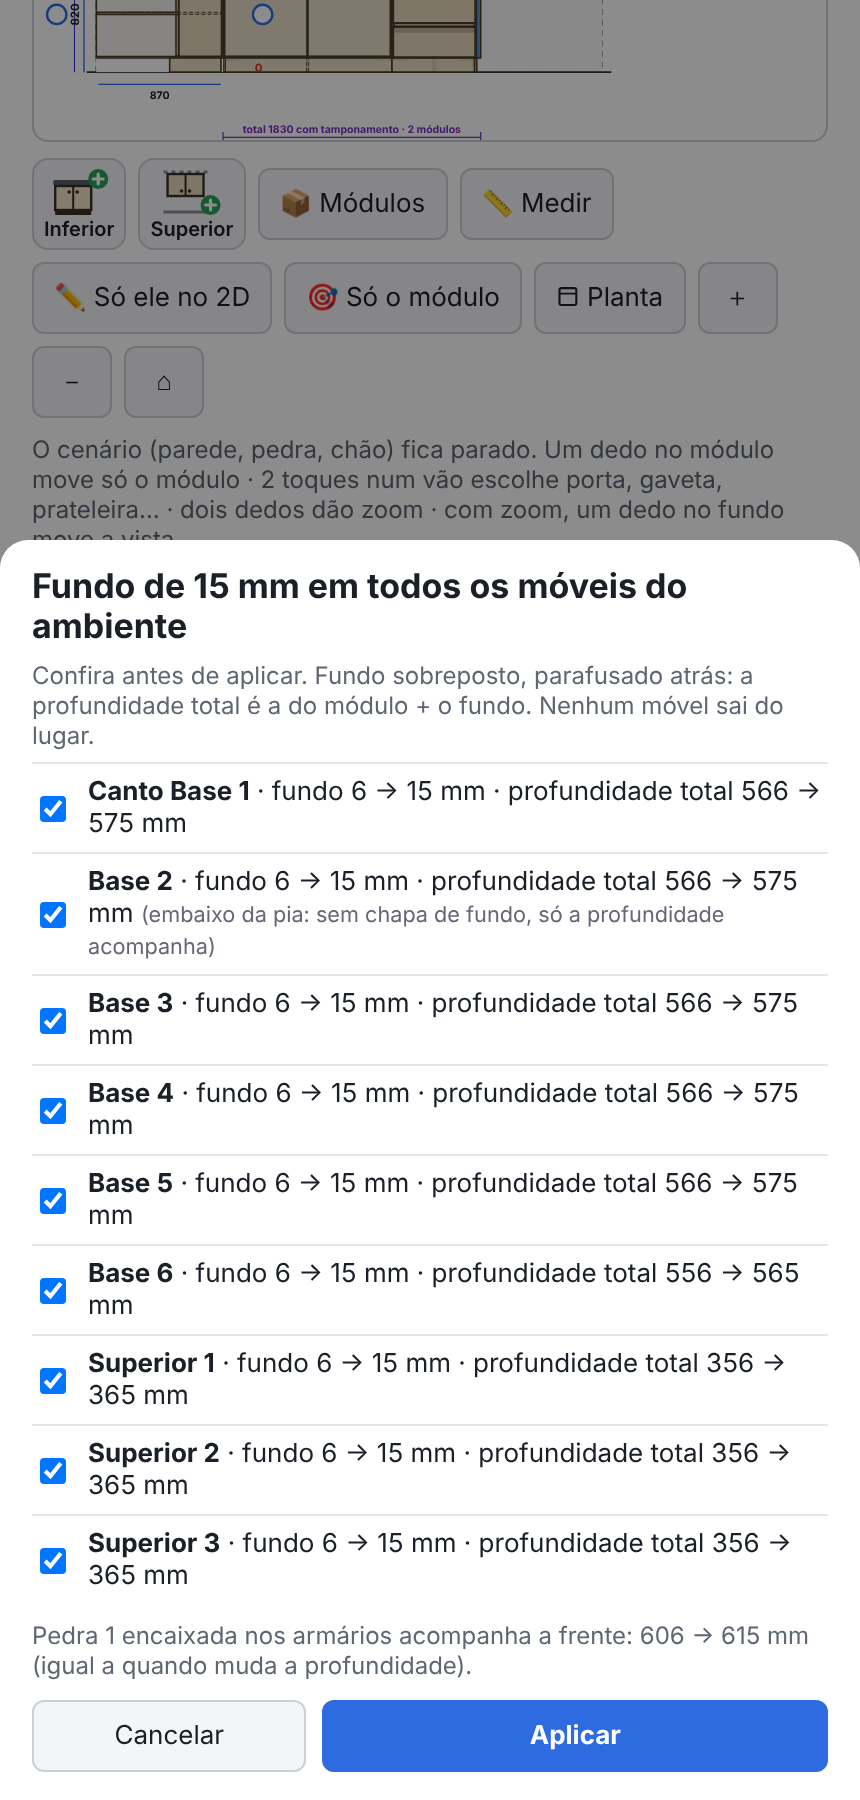 820
0
870
total 1830 com tamponamento · 2 módulos
Inferior
Superior
📦 Módulos
📏 Medir
✏️ Só ele no 2D
🎯 Só o módulo
Planta
+
−
⌂
O cenário (parede, pedra, chão) fica parado. Um dedo no módulo
move só o módulo · 2 toques num vão escolhe porta, gaveta,
prateleira... · dois dedos dão zoom · com zoom, um dedo no fundo
move a vista
Fundo de 15 mm em todos os móveis do
ambiente
Confira antes de aplicar. Fundo sobreposto, parafusado atrás: a
profundidade total é a do módulo + o fundo. Nenhum móvel sai do
lugar.
Canto Base 1 · fundo 6 → 15 mm · profundidade total 566 →
575 mm
Base 2 · fundo 6 → 15 mm · profundidade total 566 → 575
mm (embaixo da pia: sem chapa de fundo, só a profundidade
acompanha)
Base 3 · fundo 6 → 15 mm · profundidade total 566 → 575
mm
Base 4 · fundo 6 → 15 mm · profundidade total 566 → 575
mm
Base 5 · fundo 6 → 15 mm · profundidade total 566 → 575
mm
Base 6 · fundo 6 → 15 mm · profundidade total 556 → 565
mm
Superior 1 · fundo 6 → 15 mm · profundidade total 356 →
365 mm
Superior 2 · fundo 6 → 15 mm · profundidade total 356 →
365 mm
Superior 3 · fundo 6 → 15 mm · profundidade total 356 →
365 mm
Pedra 1 encaixada nos armários acompanha a frente: 606 → 615 mm
(igual a quando muda a profundidade).
Cancelar
Aplicar